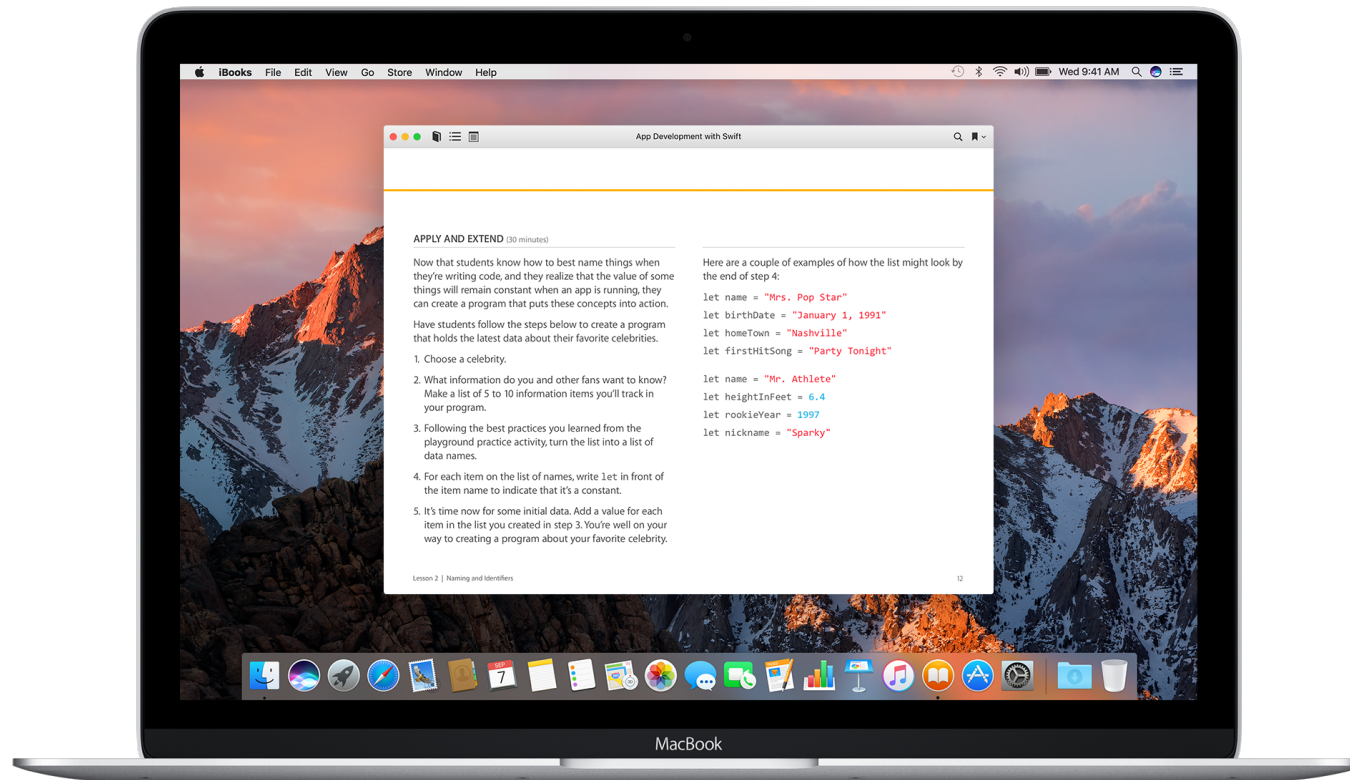 iBooks File Edit View Go Store Window Help Wed 9:41 AM
App Development with Swift
APPLY AND EXTEND (30 minutes)
Now that students know how to best name things when
they're writing code, and they realize that the value of some
things will remain constant when an app is running, they
can create a program that puts these concepts into action.
Have students follow the steps below to create a program
that holds the latest data about their favorite celebrities.
1. Choose a celebrity.
2. What information do you and other fans want to know?
Make a list of 5 to 10 information items you'll track in
your program.
3. Following the best practices you learned from the
playground practice activity, turn the list into a list of
data names.
4. For each item on the list of names, write let in front of
the item name to indicate that it's a constant.
5. It's time now for some initial data. Add a value for each
item in the list you created in step 3. You're well on your
way to creating a program about your favorite celebrity.
Here are a couple of examples of how the list might look by
the end of step 4:
let name = "Mrs. Pop Star"
let birthDate = "January 1, 1991"
let homeTown = "Nashville"
let firstHitSong = "Party Tonight"
let name = "Mr. Athlete"
let heightInFeet = 6.4
let rookieYear = 1997
let nickname = "Sparky"
Lesson 2 | Naming and Identifiers
12
SEP
7
MacBook